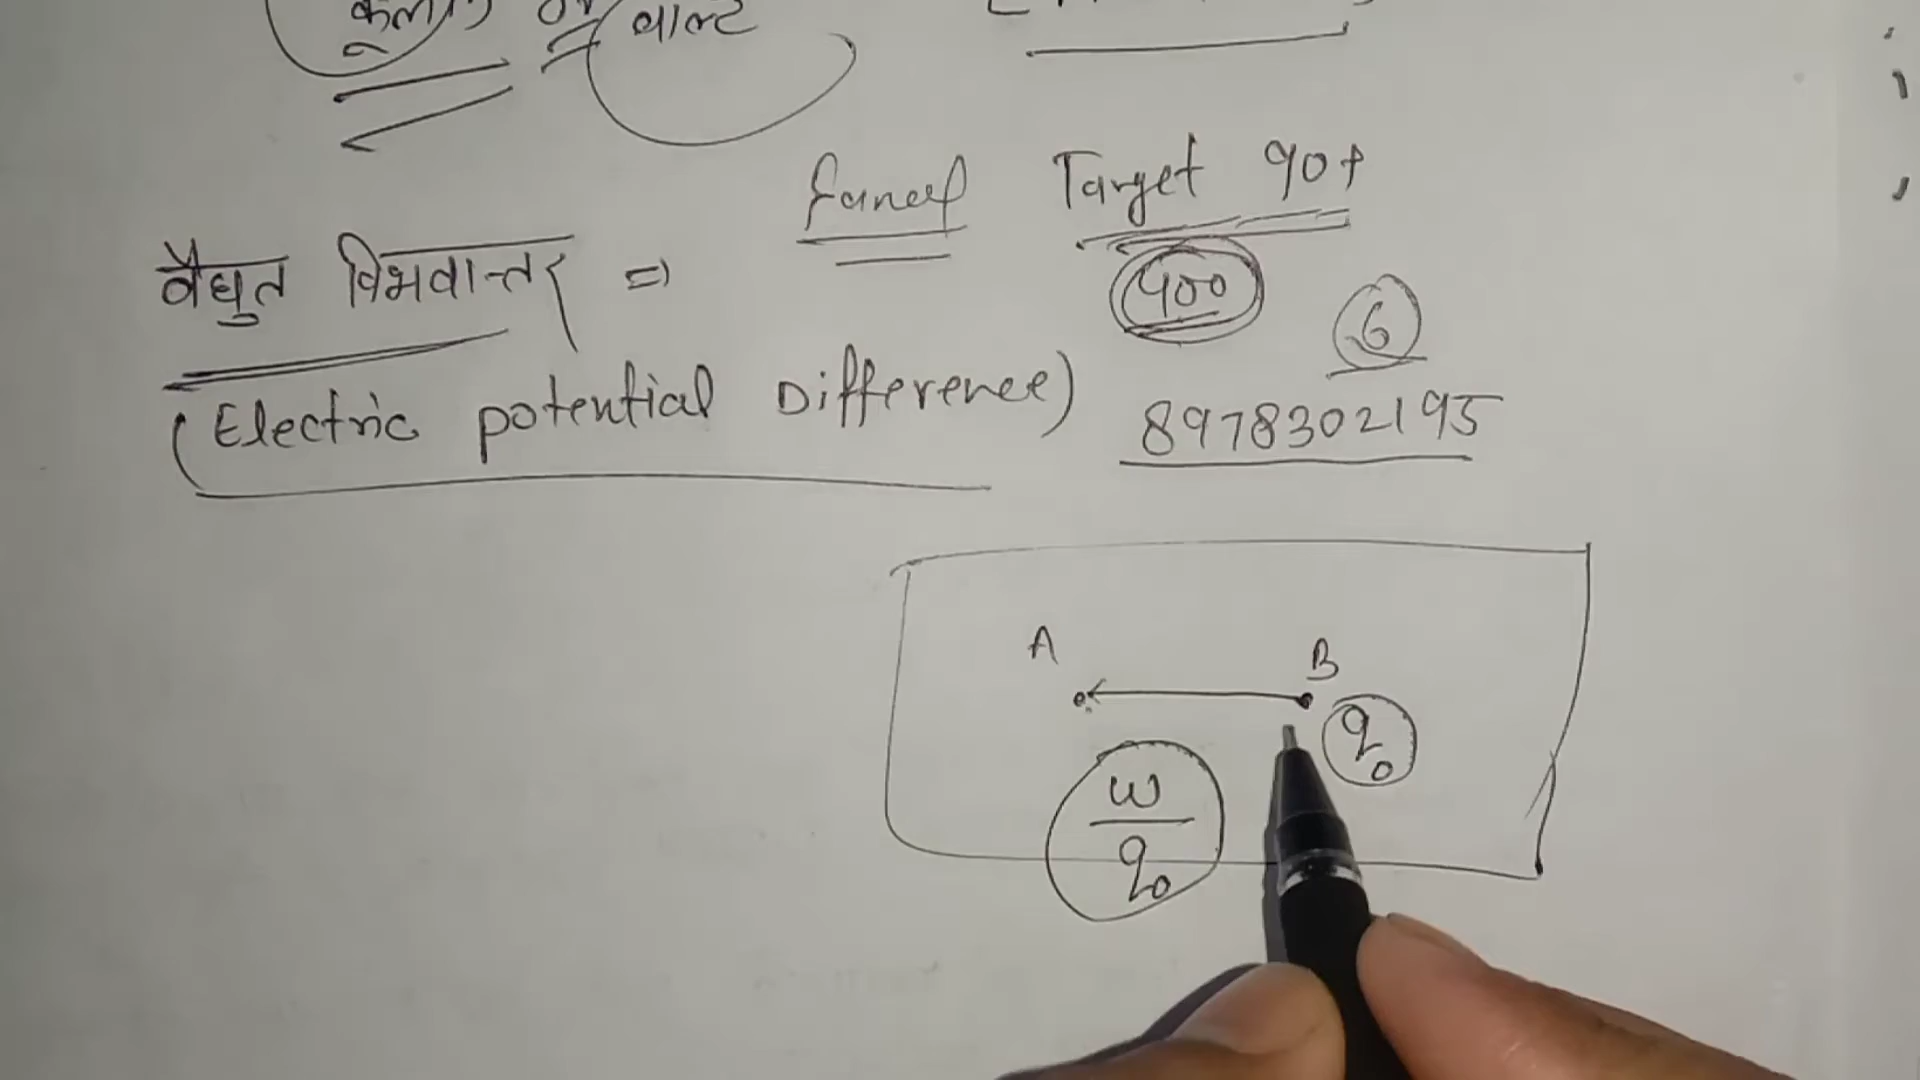 वाल्ट
Target 90+
वैधुत विभवान्तर =>
400
6
(Electric potential Difference)
8978302195
A
B
q₀
w
q₀